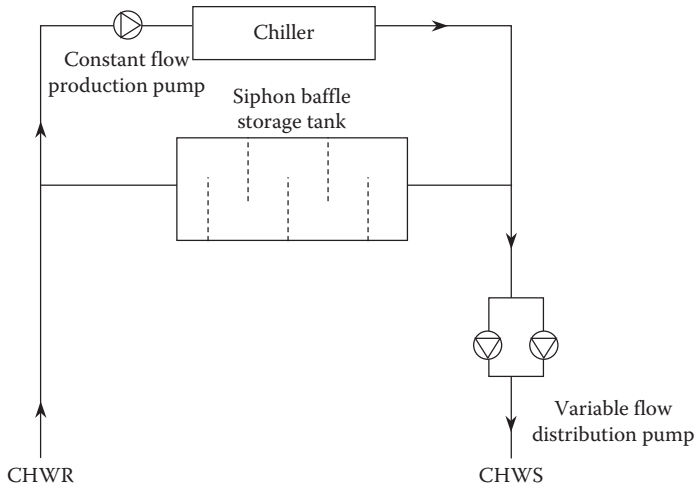 Chiller
Constant flow
production pump
Siphon baffle
storage tank
Variable flow
distribution pump
CHWR
CHWS